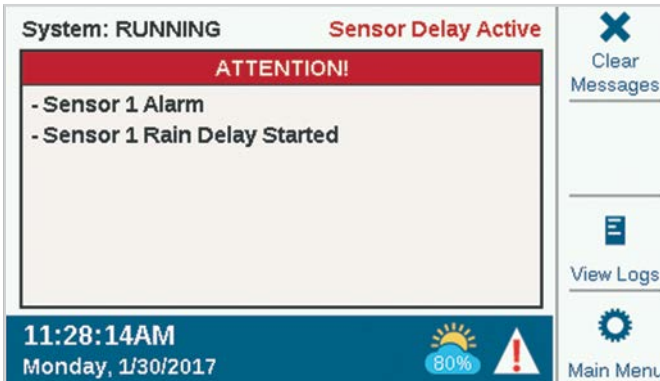 System: RUNNING
Sensor Delay Active
ATTENTION!
- Sensor 1 Alarm
- Sensor 1 Rain Delay Started
11:28:14AM
Monday, 1/30/2017
80%
Clear
Messages
View Logs
Main Menu